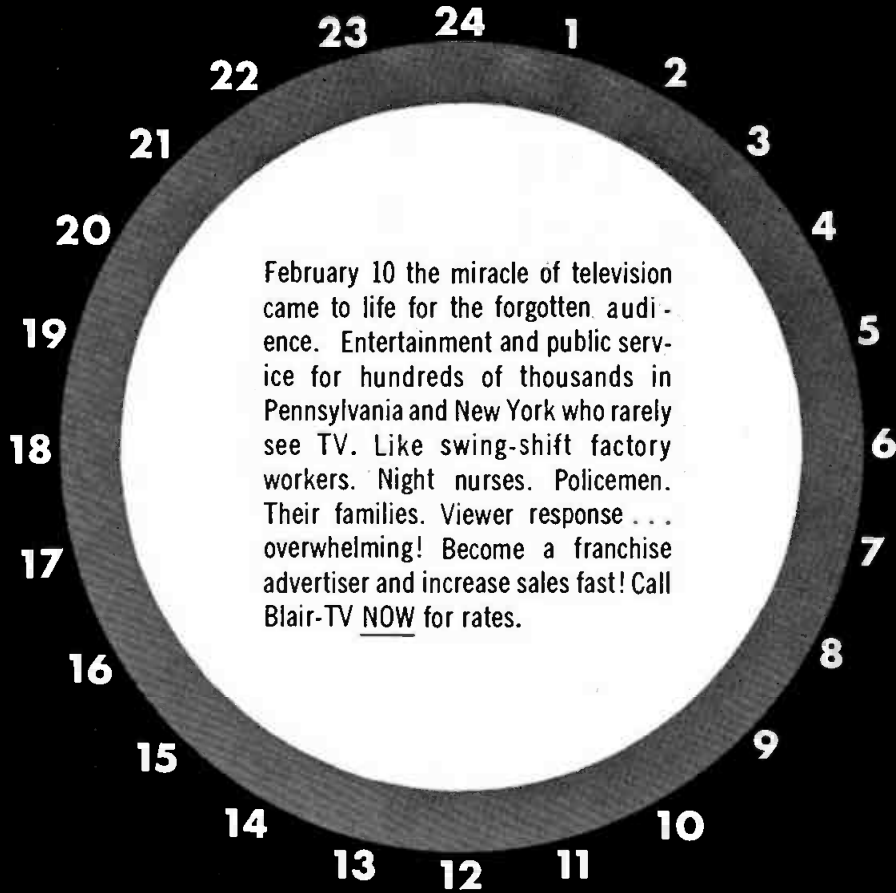 24
23
1
22
2
21
3
20
4
19
5
18
6
17
7
16
8
15
9
14
10
13
11
12
February 10 the miracle of television
came to life for the forgotten audi-
ence. Entertainment and public serv-
ice for hundreds of thousands in
Pennsylvania and New York who rarely
see TV. Like swing-shift factory
workers. Night nurses. Policemen.
Their families. Viewer response ...
overwhelming! Become a franchise
advertiser and increase sales fast! Call
Blair-TV NOW for rates.